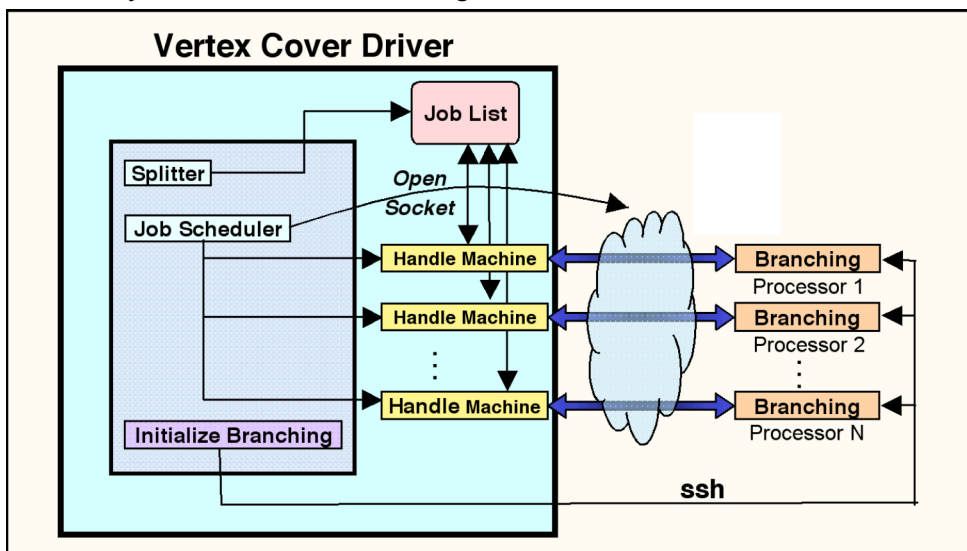 Vertex Cover Driver
Job List
Splitter
Open
Socket
Job Scheduler
Handle Machine
Branching
Processor 1
Handle Machine
Branching
Processor 2
Handle Machine
Branching
Processor N
Initialize Branching
ssh